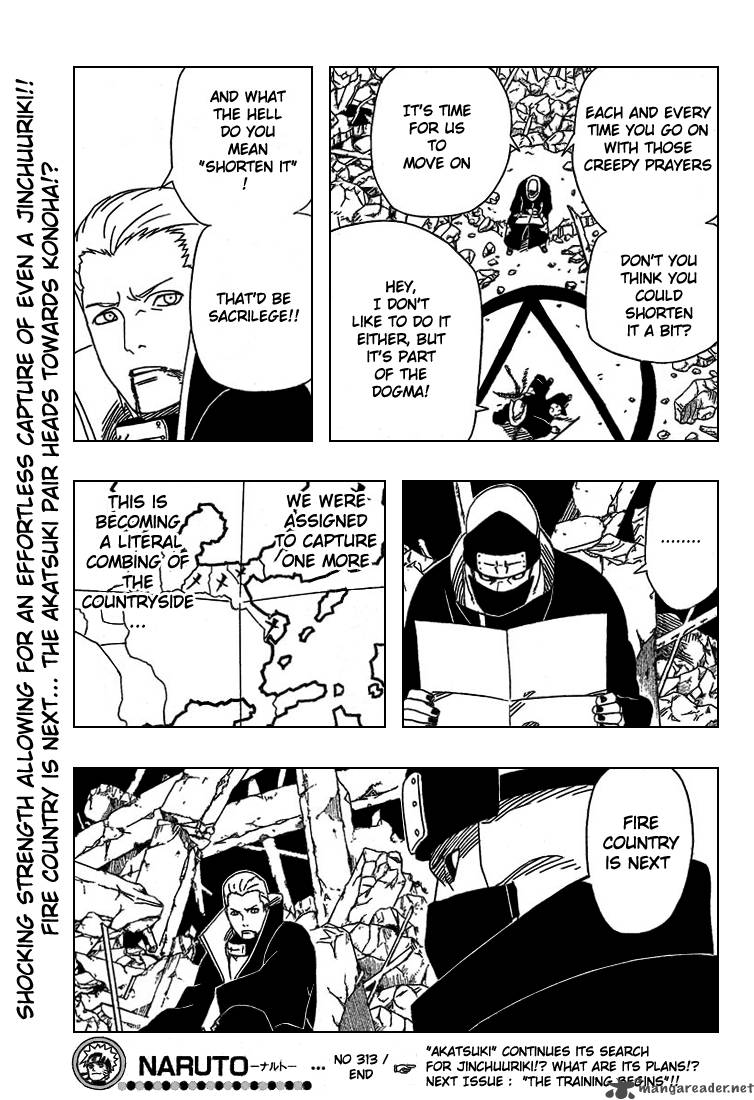 SHOCKING STRENGTH ALLOWING FOR AN EFFORTLESS CAPTURE OF EVEN A JINCHUURIKI!!
FIRE COUNTRY IS NEXT... THE AKATSUKI PAIR HEADS TOWARDS KONOHA!?
EACH AND EVERY
TIME YOU GO ON
WITH THOSE
CREEPY PRAYERS
DON'T YOU
THINK YOU
COULD
SHORTEN
IT A BIT?
IT'S TIME
FOR US
TO
MOVE ON
HEY,
I DON'T
LIKE TO DO IT
EITHER, BUT
IT'S PART
OF THE
DOGMA!
AND WHAT
THE HELL
DO YOU
MEAN
"SHORTEN IT"
!
THAT'D BE
SACRILEGE!!
........
WE WERE
ASSIGNED
TO CAPTURE
ONE MORE
THIS IS
BECOMING
A LITERAL
COMBING OF
THE
COUNTRYSIDE
...
FIRE
COUNTRY
IS NEXT
NARUTO ーナルトー ... NO 313 /
END
☞ "AKATSUKI" CONTINUES ITS SEARCH
FOR JINCHUURIKI!? WHAT ARE ITS PLANS!?
NEXT ISSUE : "THE TRAINING BEGINS"!!
mangareader.net